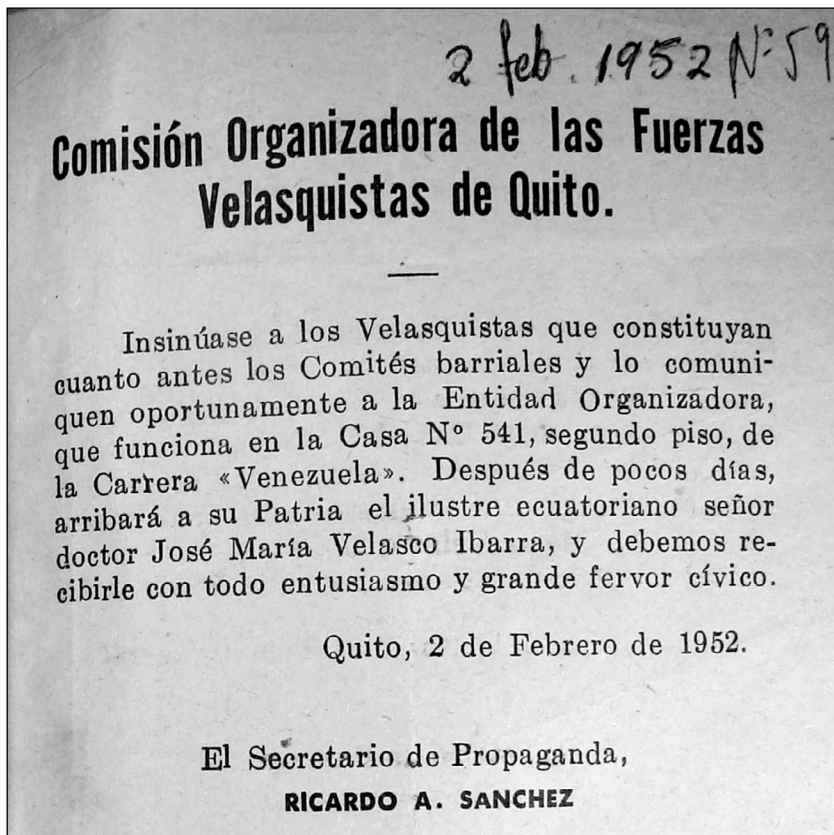 2 feb. 1952 Nº 59
Comisión Organizadora de las Fuerzas
Velasquistas de Quito.
Insinúase a los Velasquistas que constituyan
cuanto antes los Comités barriales y lo comuni-
quen oportunamente a la Entidad Organizadora,
que funciona en la Casa Nº 541, segundo piso, de
la Carrera «Venezuela». Después de pocos días,
arribará a su Patria el ilustre ecuatoriano señor
doctor José María Velasco Ibarra, y debemos re-
cibirle con todo entusiasmo y grande fervor cívico.
Quito, 2 de Febrero de 1952.
El Secretario de Propaganda,
RICARDO A. SANCHEZ